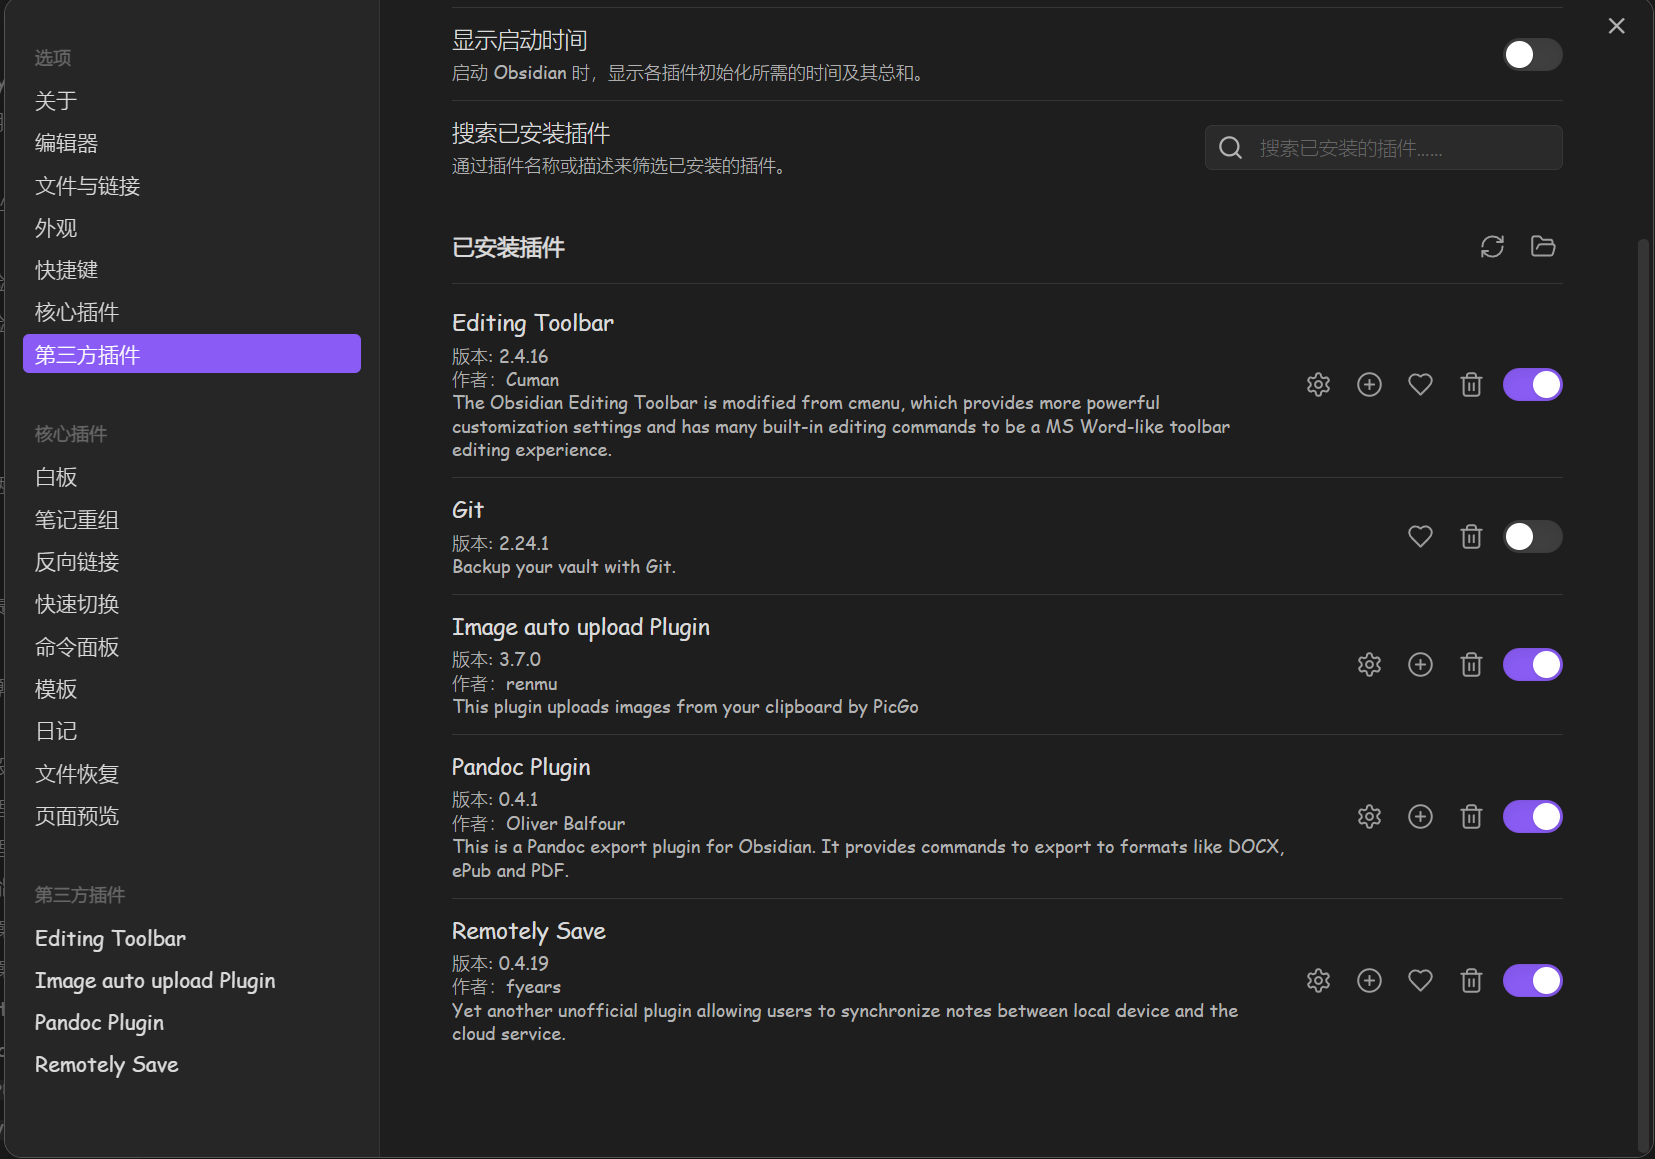 选项
关于
编辑器
文件与链接
外观
快捷键
核心插件
第三方插件
核心插件
白板
笔记重组
反向链接
快速切换
命令面板
模板
日记
文件恢复
页面预览
第三方插件
Editing Toolbar
Image auto upload Plugin
Pandoc Plugin
Remotely Save
显示启动时间
启动 Obsidian 时，显示各插件初始化所需的时间及其总和。
搜索已安装插件
通过插件名称或描述来筛选已安装的插件。
搜索已安装的插件……
已安装插件
Editing Toolbar
版本: 2.4.16
作者： Cuman
The Obsidian Editing Toolbar is modified from cmenu, which provides more powerful
customization settings and has many built-in editing commands to be a MS Word-like toolbar
editing experience.
Git
版本: 2.24.1
Backup your vault with Git.
Image auto upload Plugin
版本: 3.7.0
作者： renmu
This plugin uploads images from your clipboard by PicGo
Pandoc Plugin
版本: 0.4.1
作者： Oliver Balfour
This is a Pandoc export plugin for Obsidian. It provides commands to export to formats like DOCX,
ePub and PDF.
Remotely Save
版本: 0.4.19
作者： fyears
Yet another unofficial plugin allowing users to synchronize notes between local device and the
cloud service.